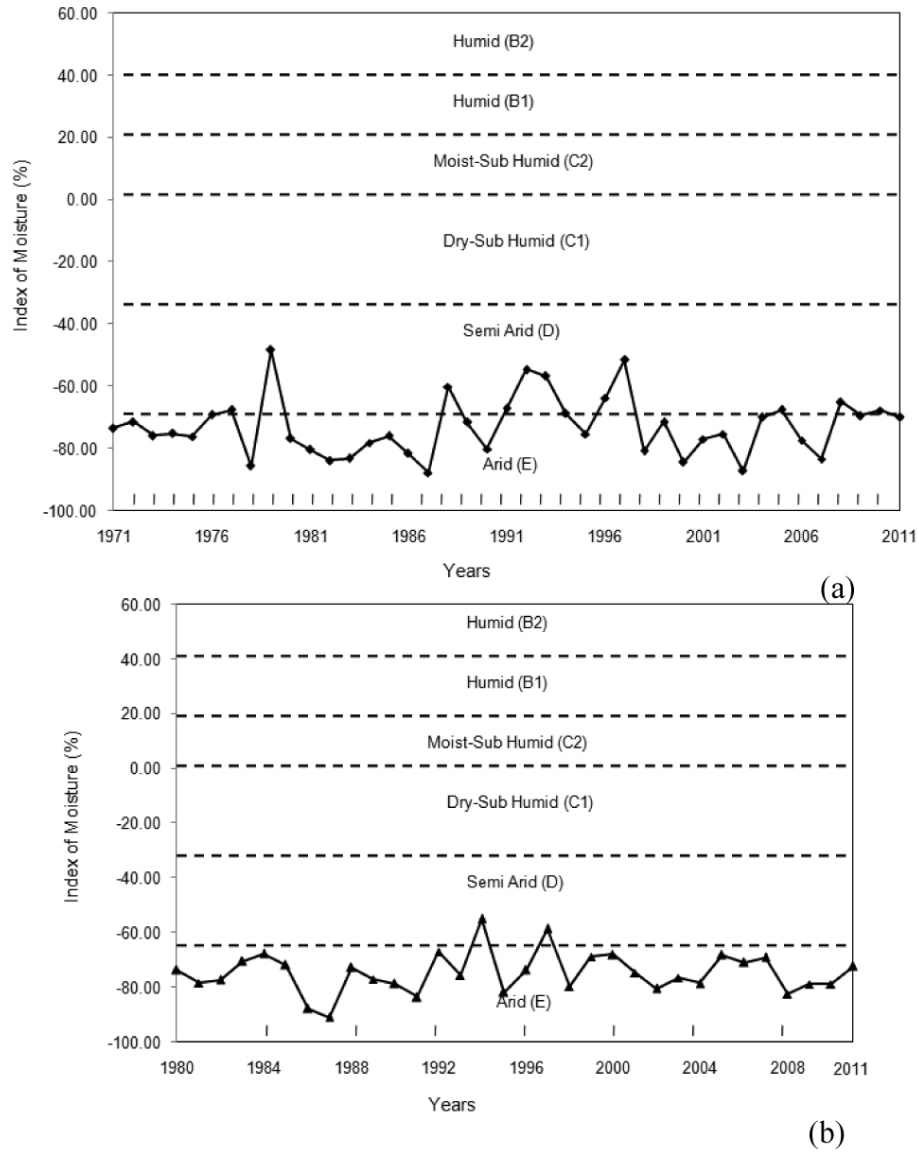 60.00
Humid (B2)
40.00
Humid (B1)
20.00
Moist-Sub Humid (C2)
0.00
Dry-Sub Humid (C1)
-20.00
-40.00
Semi Arid (D)
-60.00
-80.00
Arid (E)
-100.00
Index of Moisture (%)
1971 1976 1981 1986 1991 1996 2001 2006 2011
Years
(a)
60.00
Humid (B2)
40.00
Humid (B1)
20.00
Moist-Sub Humid (C2)
0.00
Dry-Sub Humid (C1)
-20.00
-40.00
Semi Arid (D)
-60.00
-80.00
Arid (E)
-100.00
Index of Moisture (%)
1980 1984 1988 1992 1996 2000 2004 2008 2011
Years
(b)